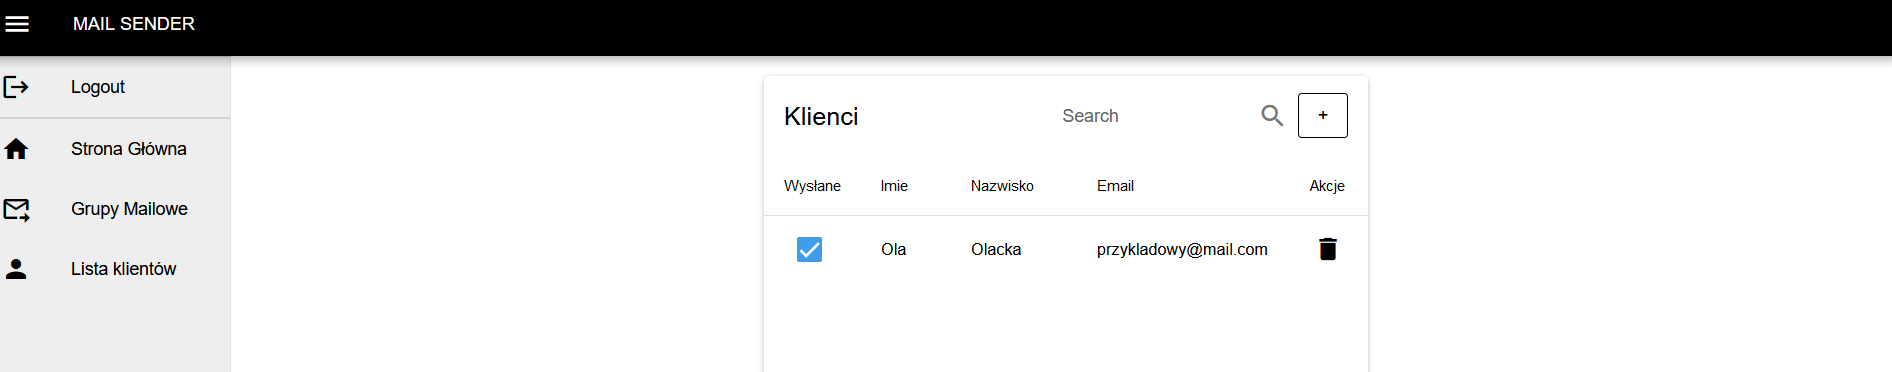 MAIL SENDER
Logout
Strona Główna
Grupy Mailowe
Lista klientów
Klienci
Search
+
Wysłane Imie Nazwisko Email Akcje
Ola Olacka przykladowy@mail.com